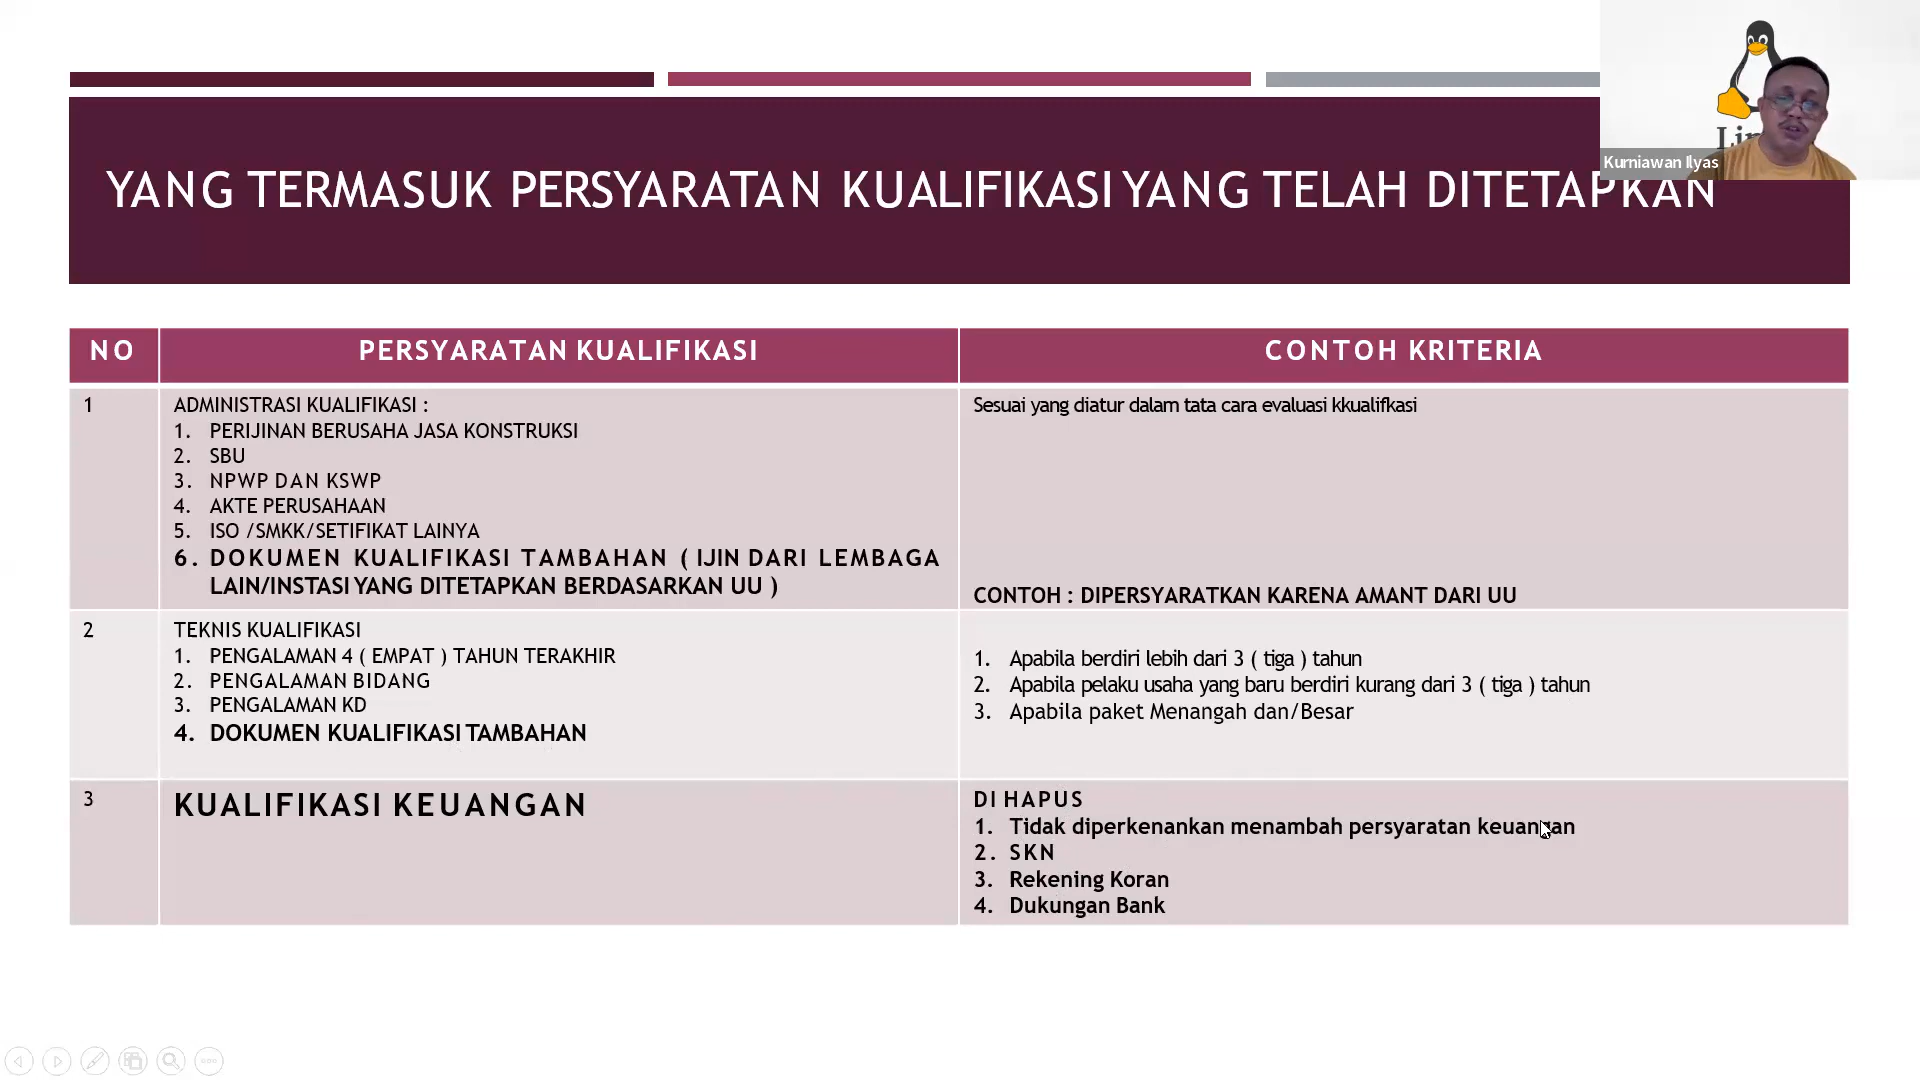 Kurniawan Ilyas
YANG TERMASUK PERSYARATAN KUALIFIKASI YANG TELAH DITETAPKAN
NO
PERSYARATAN KUALIFIKASI
CONTOH KRITERIA
1
ADMINISTRASI KUALIFIKASI :
1. PERIJINAN BERUSAHA JASA KONSTRUKSI
2. SBU
3. NPWP DAN KSWP
4. AKTE PERUSAHAAN
5. ISO /SMKK/SETIFIKAT LAINYA
6. DOKUMEN KUALIFIKASI TAMBAHAN ( IJIN DARI LEMBAGA
LAIN/INSTASI YANG DITETAPKAN BERDASARKAN UU )
Sesuai yang diatur dalam tata cara evaluasi kkualifkasi
CONTOH : DIPERSYARATKAN KARENA AMANT DARI UU
2
TEKNIS KUALIFIKASI
1. PENGALAMAN 4 ( EMPAT ) TAHUN TERAKHIR
2. PENGALAMAN BIDANG
3. PENGALAMAN KD
4. DOKUMEN KUALIFIKASI TAMBAHAN
1. Apabila berdiri lebih dari 3 ( tiga ) tahun
2. Apabila pelaku usaha yang baru berdiri kurang dari 3 ( tiga ) tahun
3. Apabila paket Menangah dan/Besar
3
KUALIFIKASI KEUANGAN
DI HAPUS
1. Tidak diperkenankan menambah persyaratan keuangan
2. SKN
3. Rekening Koran
4. Dukungan Bank